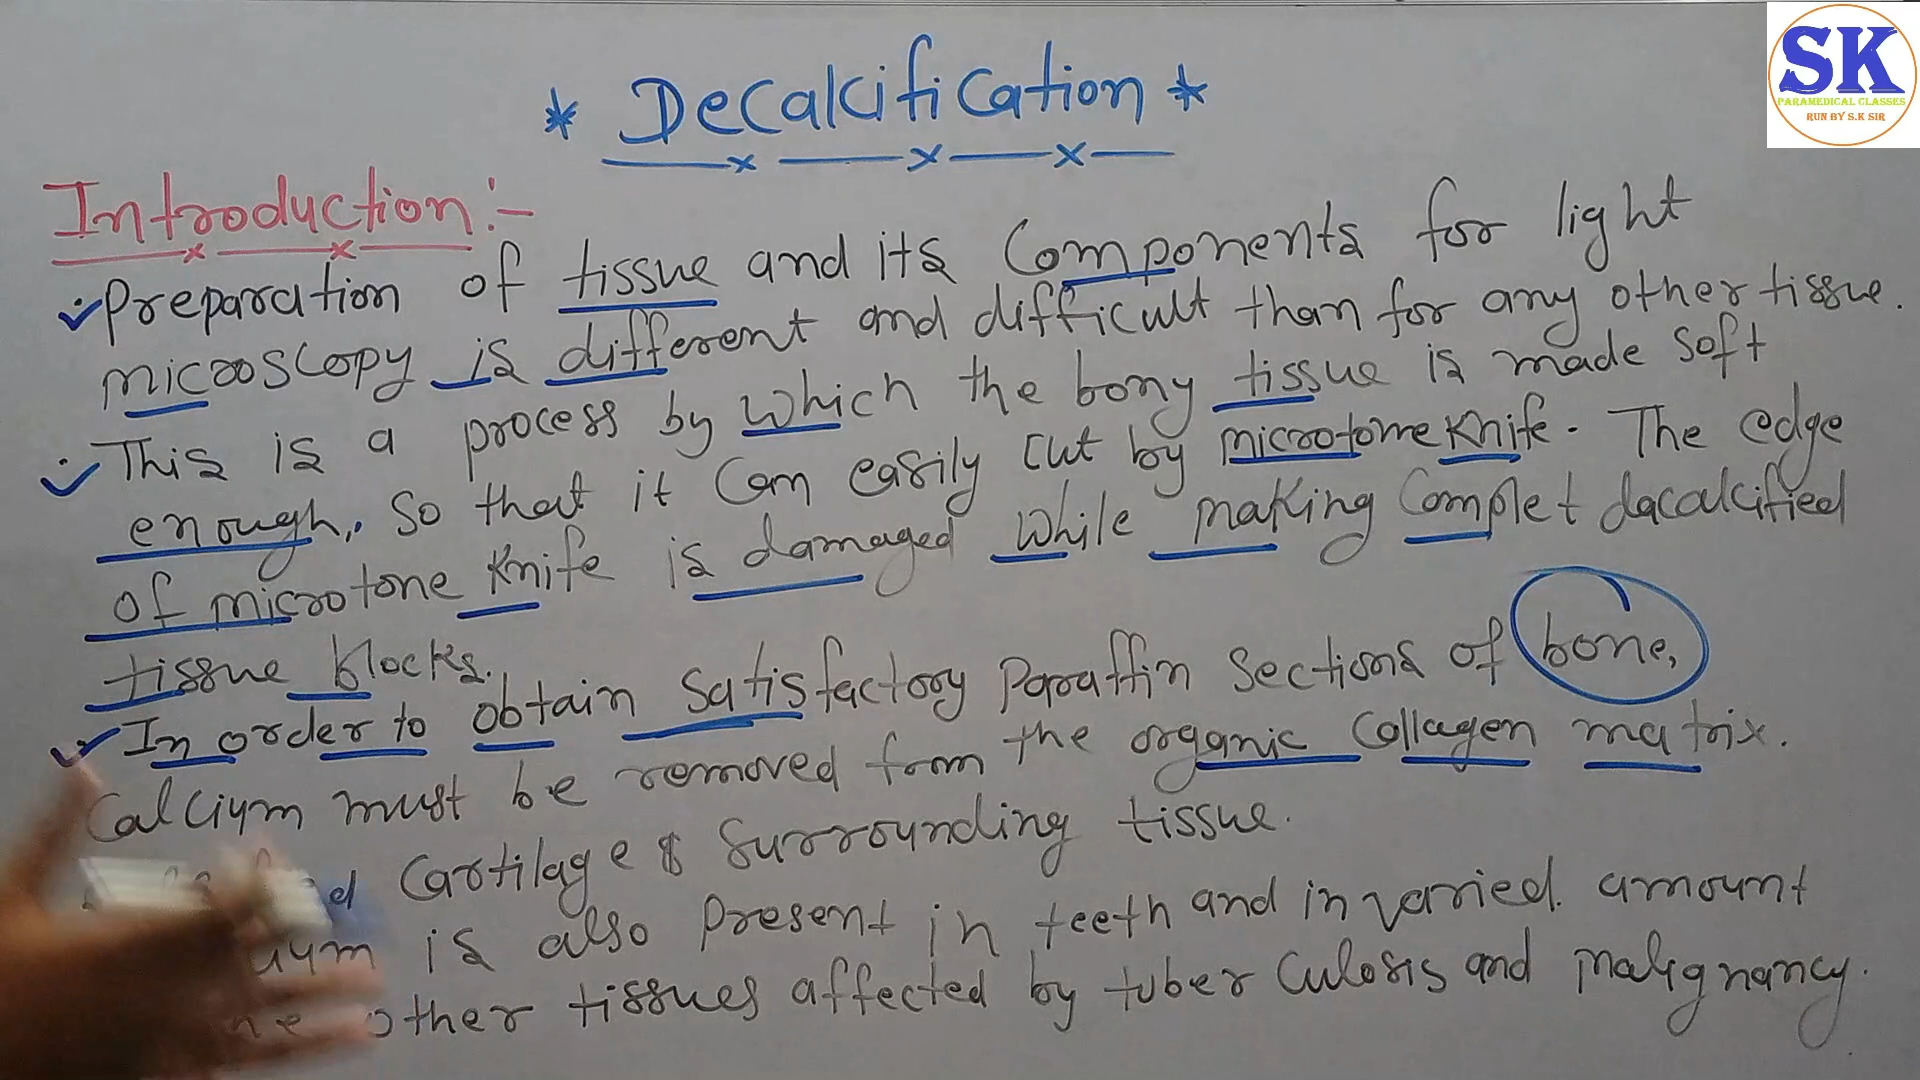 SK
PARAMEDICAL CLASSES
RUN BY S.K SIR
* Decalcification *
Introduction:-
Preparation of tissue and its Components for light
microscopy is different and difficult than for any other tissue.
This is a process by which the bony tissue is made soft
enough, so that it can easily cut by microtome knife. The edge
of microtone knife is damaged while making complet dacalcified
tissue blocks.
In order to obtain satisfactory Paraffin sections of bone,
Calcium must be removed from the organic Collagen matrix.
Cartilage & Surrounding tissue.
is also present in teeth and in varied. amount
other tissues affected by tuberculosis and malignancy.